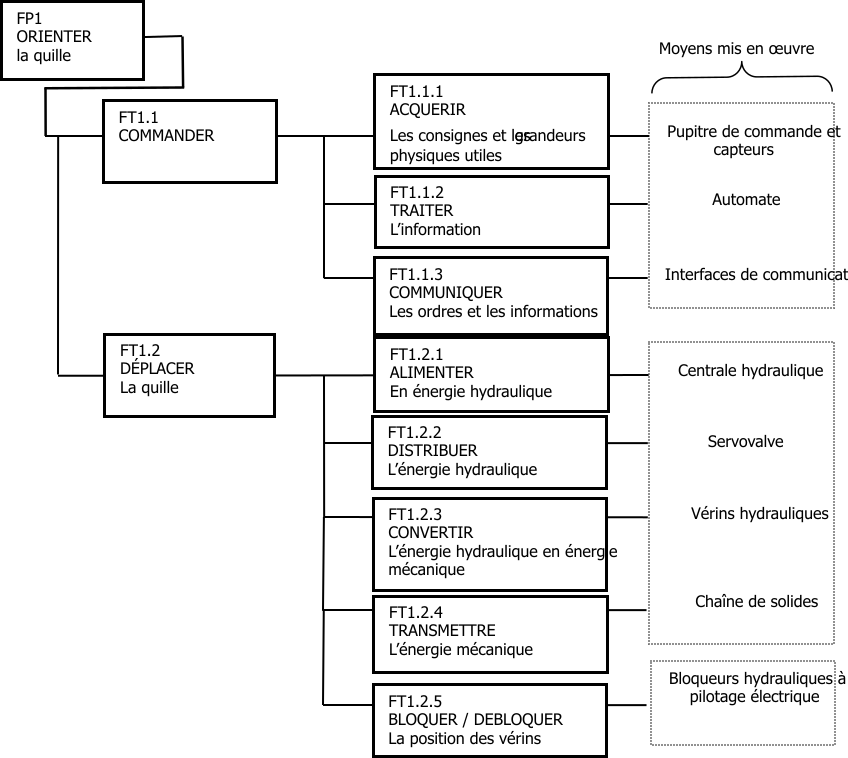 FP1
ORIENTER
la quille
Moyens mis en œuvre
FT1.1
COMMANDER
FT1.1.1
ACQUERIR
Les consignes et les grandeurs
physiques utiles
Pupitre de commande et
capteurs
FT1.1.2
TRAITER
L’information
Automate
FT1.1.3
COMMUNIQUER
Les ordres et les informations
Interfaces de communicat
FT1.2
DÉPLACER
La quille
FT1.2.1
ALIMENTER
En énergie hydraulique
Centrale hydraulique
FT1.2.2
DISTRIBUER
L’énergie hydraulique
Servovalve
FT1.2.3
CONVERTIR
L’énergie hydraulique en énergie
mécanique
Vérins hydrauliques
FT1.2.4
TRANSMETTRE
L’énergie mécanique
Chaîne de solides
FT1.2.5
BLOQUER / DEBLOQUER
La position des vérins
Bloqueurs hydrauliques à
pilotage électrique